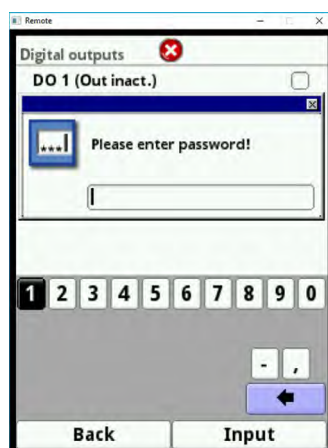 Remote
Digital outputs
DO 1 (Out inact.)
***
Please enter password!
1 2 3 4 5 6 7 8 9 0
- ,
Back Input